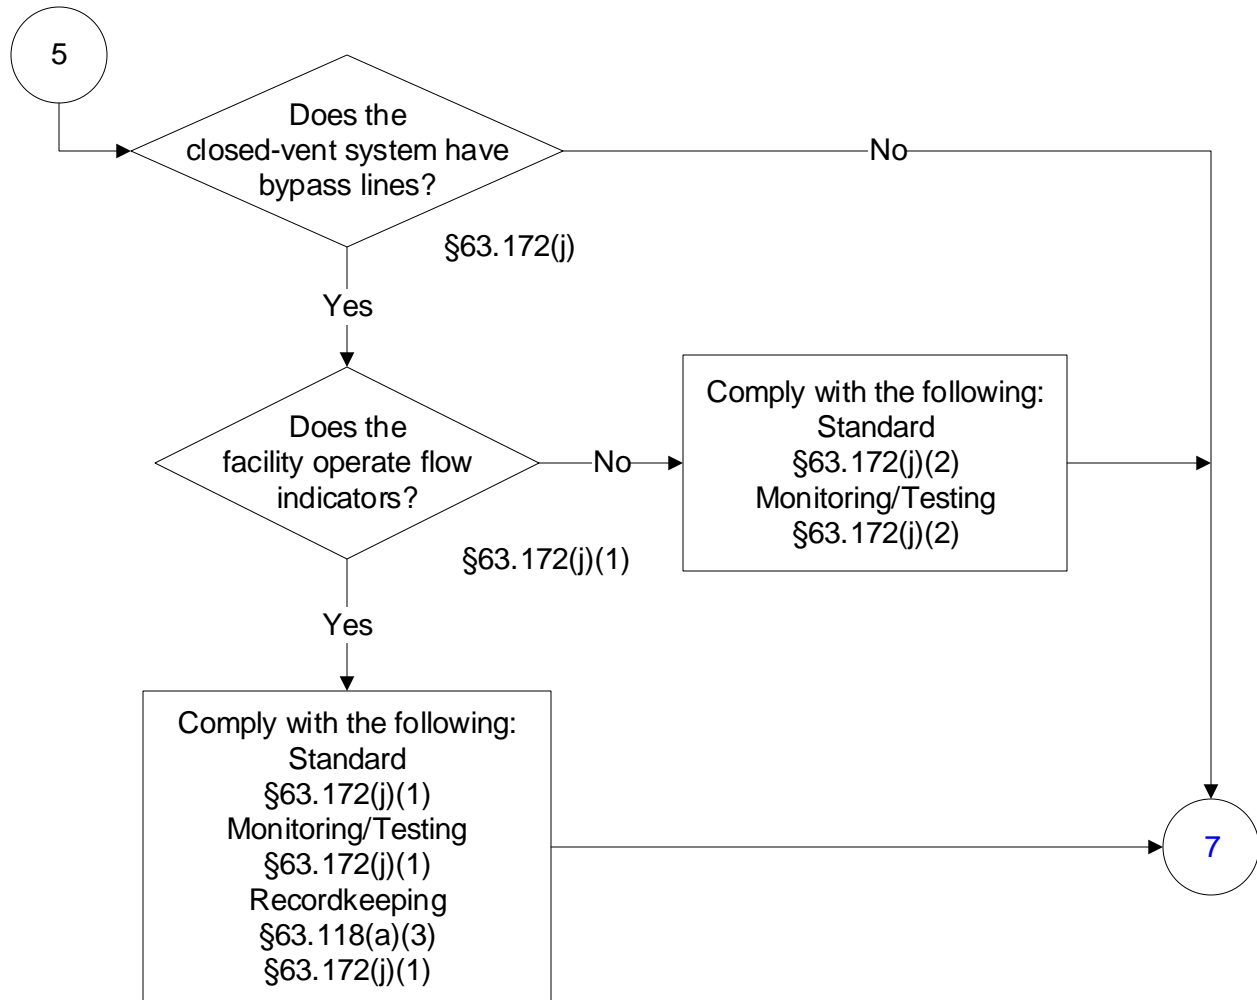 5
Does the
closed-vent system have
bypass lines?
No
§63.172(j)
Yes
Does the
facility operate flow
indicators?
No
Comply with the following:
Standard
§63.172(j)(2)
Monitoring/Testing
§63.172(j)(2)
§63.172(j)(1)
Yes
Comply with the following:
Standard
§63.172(j)(1)
Monitoring/Testing
§63.172(j)(1)
Recordkeeping
§63.118(a)(3)
§63.172(j)(1)
7